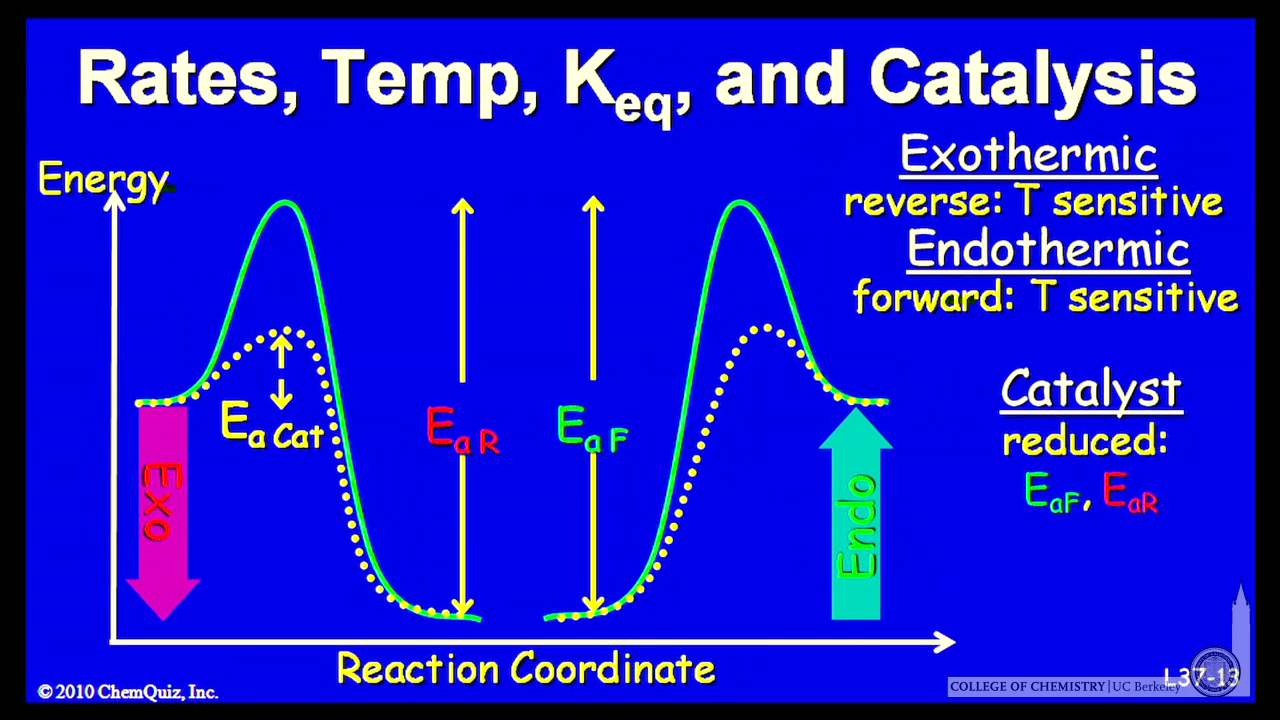 Rates, Temp, Keq, and Catalysis
Energy
Exothermic
reverse: T sensitive
Endothermic
forward: T sensitive
Ea Cat
Ea R
Ea F
Exo
Endo
Catalyst
reduced:
EaF, EaR
Reaction Coordinate
© 2010 ChemQuiz, Inc.
L37-13
COLLEGE OF CHEMISTRY | UC Berkeley